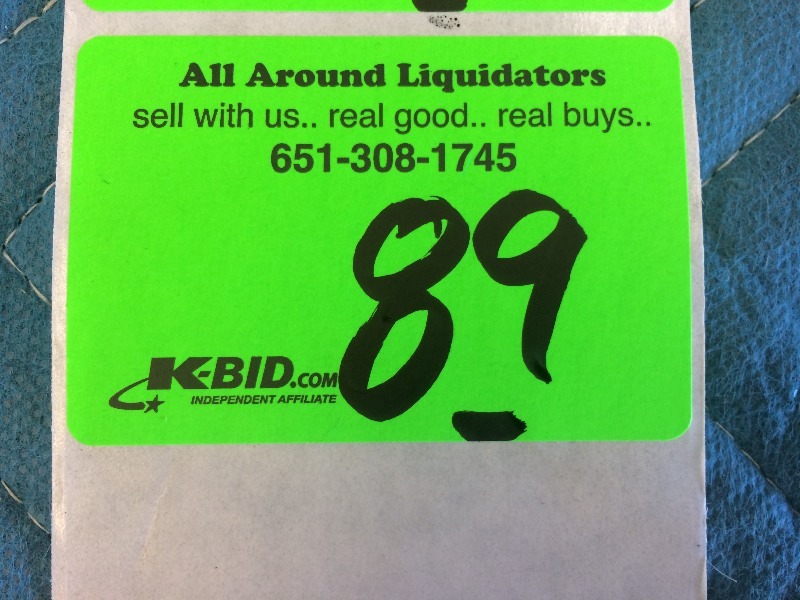 All Around Liquidators
sell with us.. real good.. real buys..
651-308-1745
89
K-BID.COM
INDEPENDENT AFFILIATE